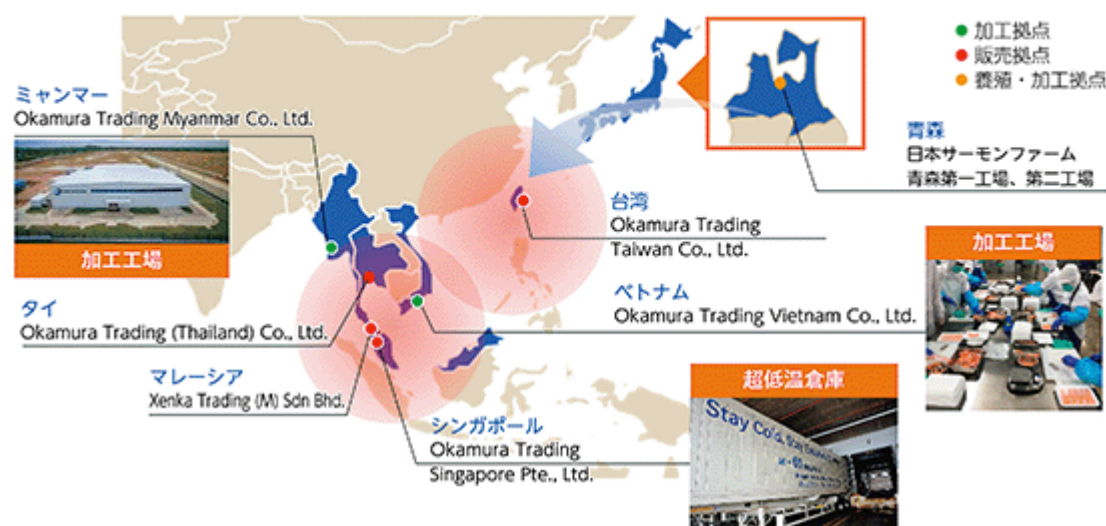 加工拠点
販売拠点
養殖・加工拠点
ミャンマー
Okamura Trading Myanmar Co., Ltd.
加工工場
青森
日本サーモンファーム
青森第一工場、第二工場
台湾
Okamura Trading
Taiwan Co., Ltd.
加工工場
ベトナム
Okamura Trading Vietnam Co., Ltd.
タイ
Okamura Trading (Thailand) Co., Ltd.
マレーシア
Xenka Trading (M) Sdn Bhd.
シンガポール
Okamura Trading
Singapore Pte., Ltd.
超低温倉庫
Stay Cold, Stay